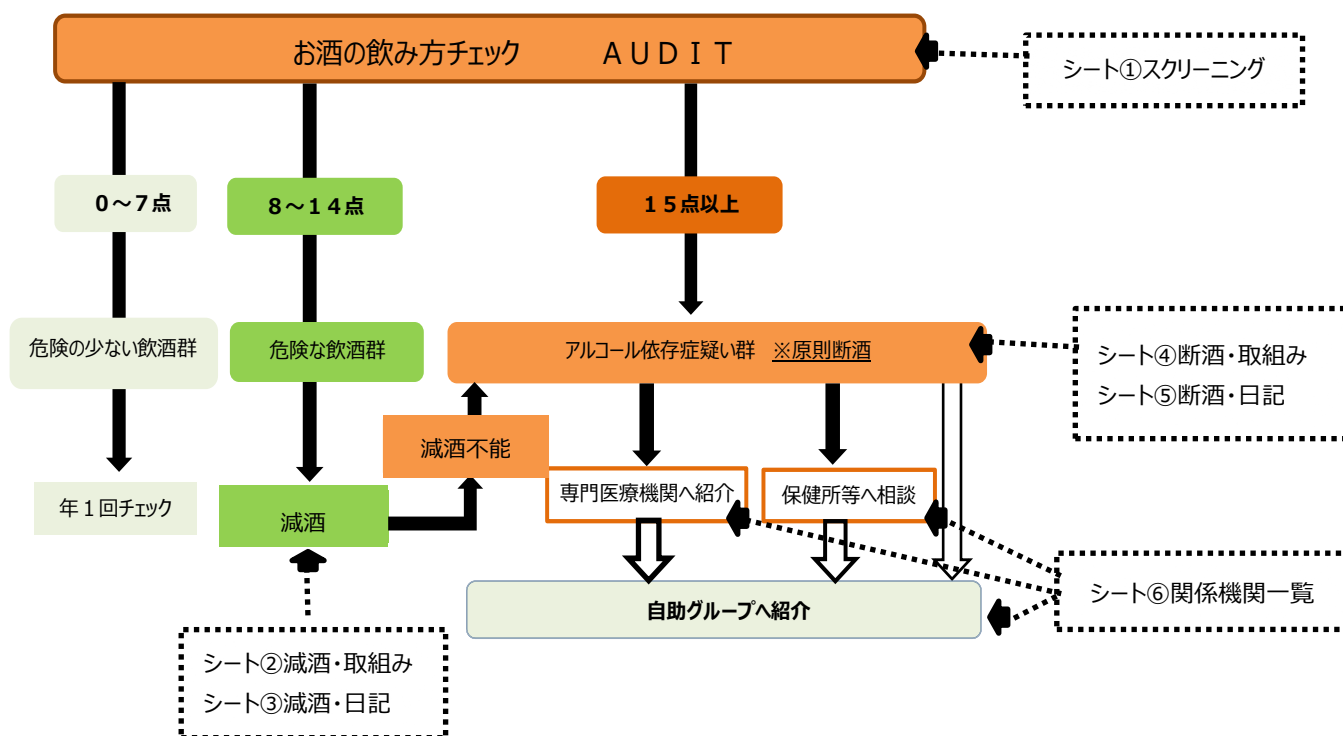 お酒の飲み方チェック　　　ＡＵＤＩＴ
シート①スクリーニング
０～７点
８～１４点
１５点以上
危険の少ない飲酒群
危険な飲酒群
アルコール依存症疑い群　※原則断酒
シート④断酒・取組み
シート⑤断酒・日記
減酒不能
年１回チェック
減酒
専門医療機関へ紹介
保健所等へ相談
シート⑥関係機関一覧
自助グループへ紹介
シート②減酒・取組み
シート③減酒・日記